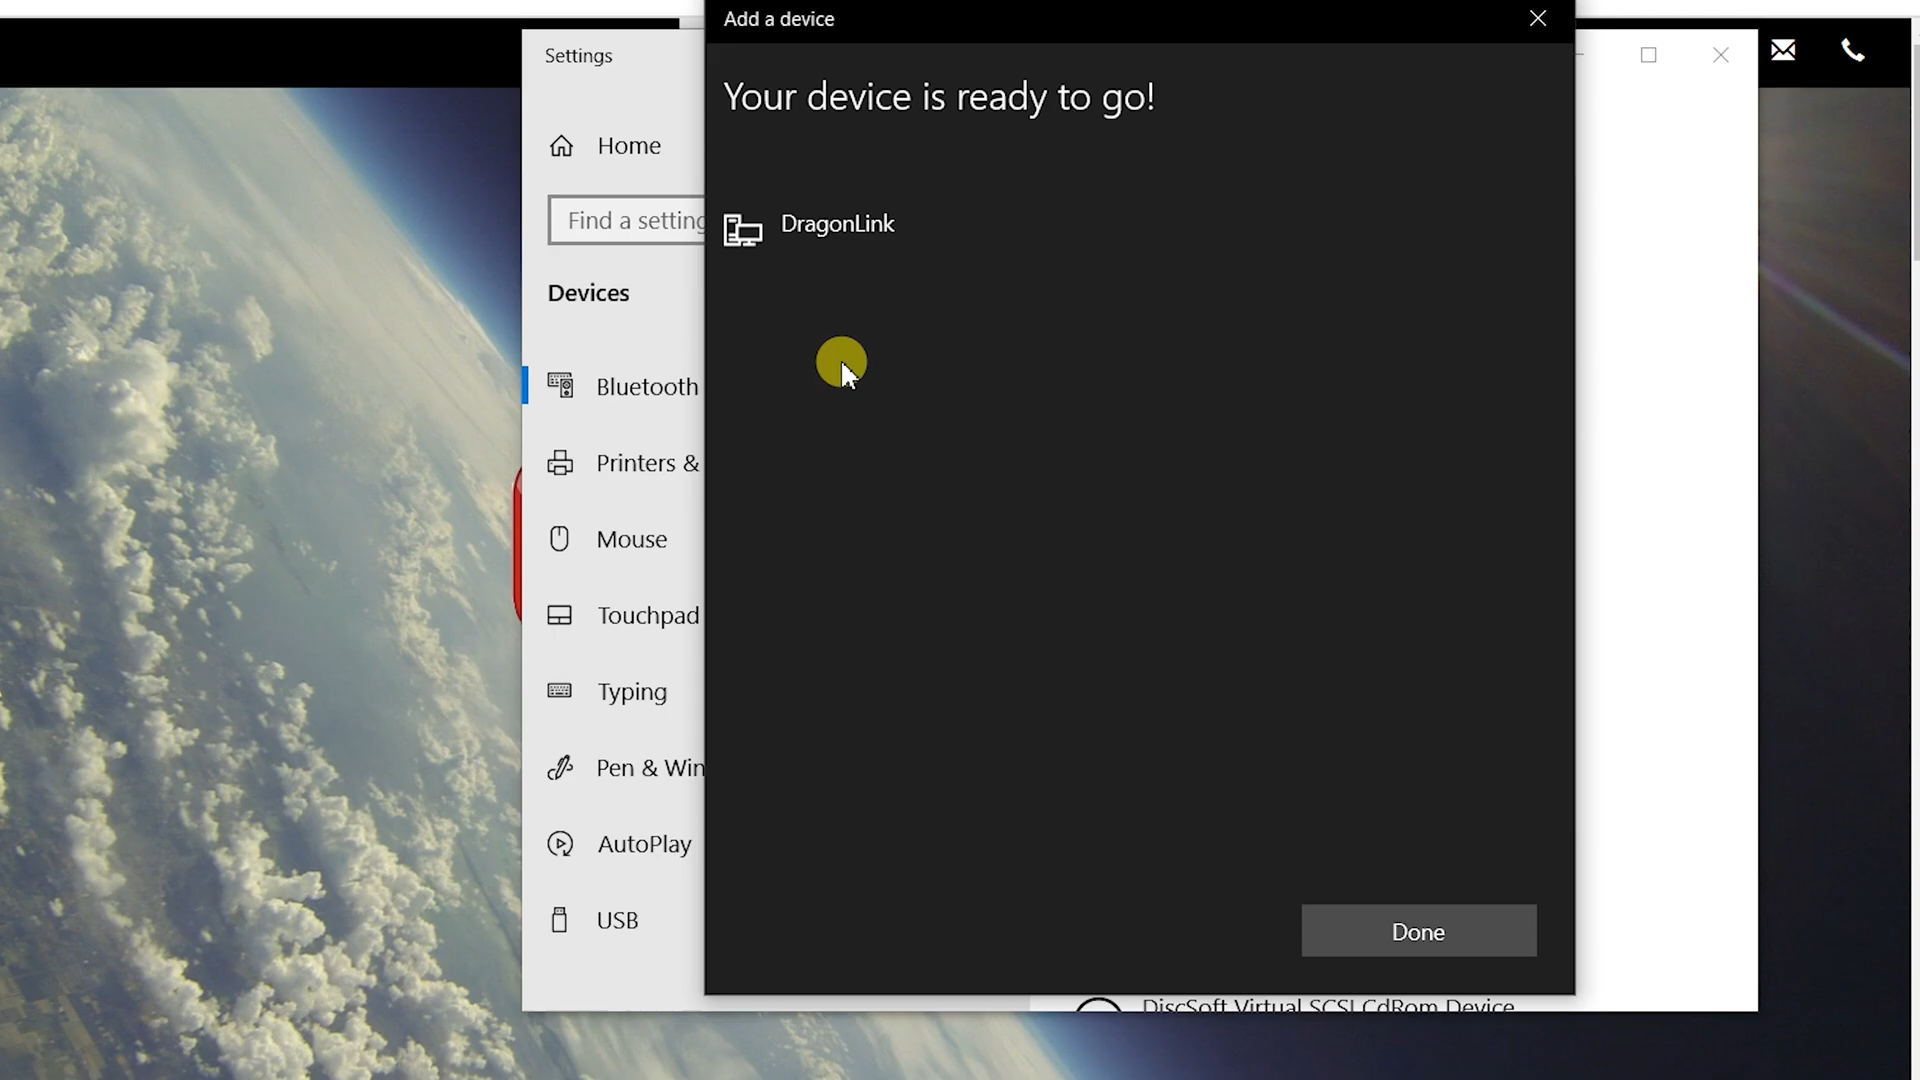 Add a device
Your device is ready to go!
DragonLink
Done
Settings
Home
Find a setting
Devices
Bluetooth
Printers &
Mouse
Touchpad
Typing
Pen & Win
AutoPlay
USB
DiscSoft Virtual SCSI CdRom Device